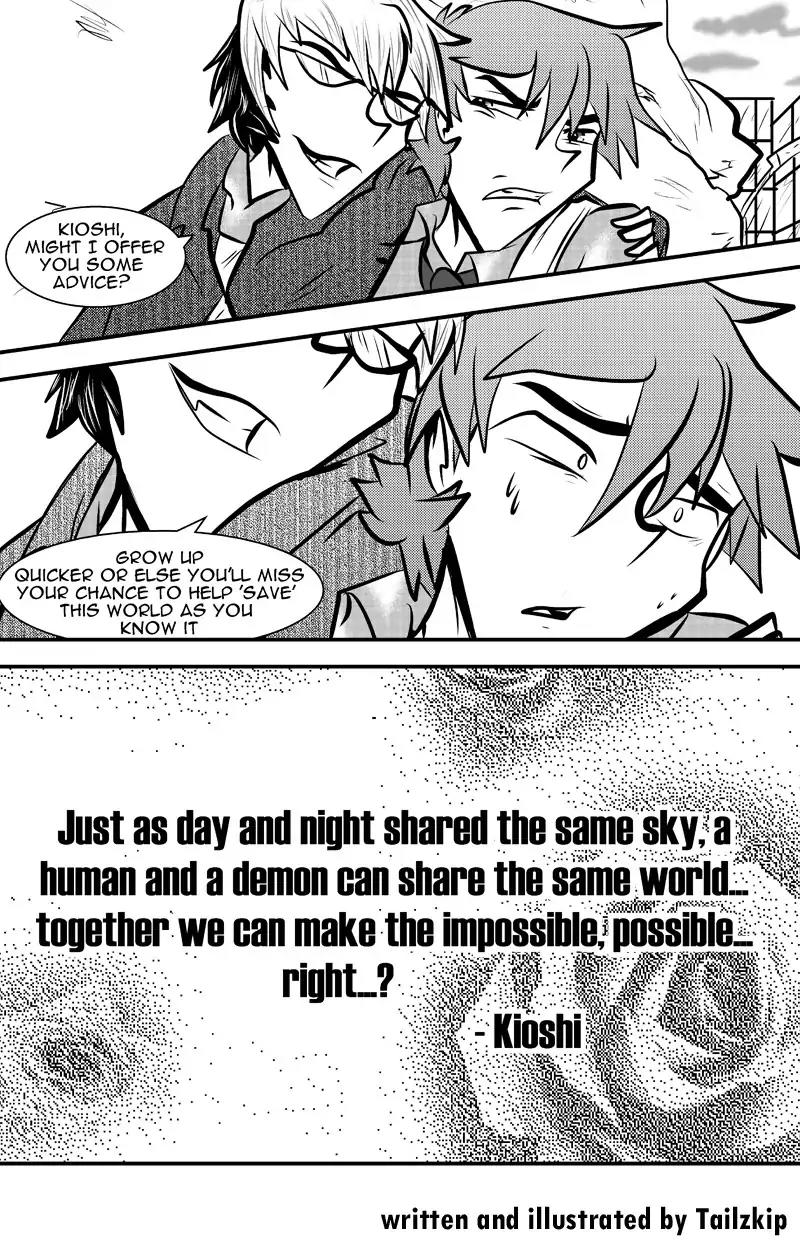 KIOSHI,
MIGHT I OFFER
YOU SOME
ADVICE?
GROW UP
QUICKER OR ELSE YOU'LL MISS
YOUR CHANCE TO HELP 'SAVE'
THIS WORLD AS YOU
KNOW IT
Just as day and night shared the same sky, a
human and a demon can share the same world...
together we can make the impossible, possible...
right...?
- Kioshi
written and illustrated by Tailzkip